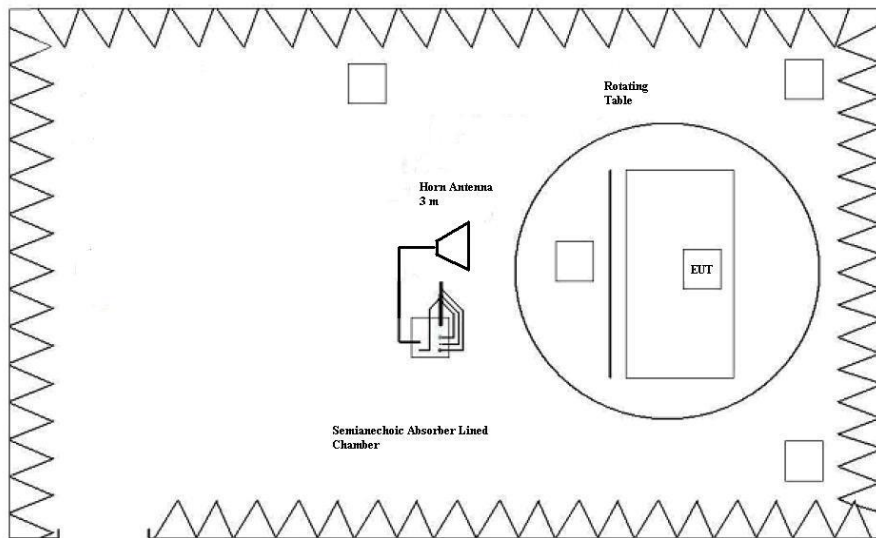 Rotating
Table
Horn Antenna
3 m
EUT
Semianechoic Absorber Lined
Chamber